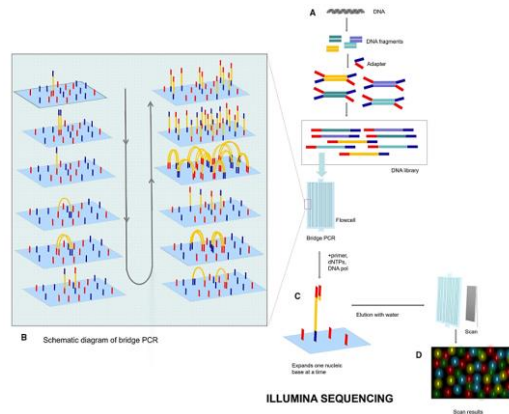 A
DNA
DNA fragments
Adapter
DNA-library
Flowcell
Bridge PCR
+primer,
dNTPs,
DNA pol
C
Elution with water
Scan
Expands one nucleis
base at a time
D
B
Schematic diagram of bridge PCR
ILLUMINA SEQUENCING
Scan results